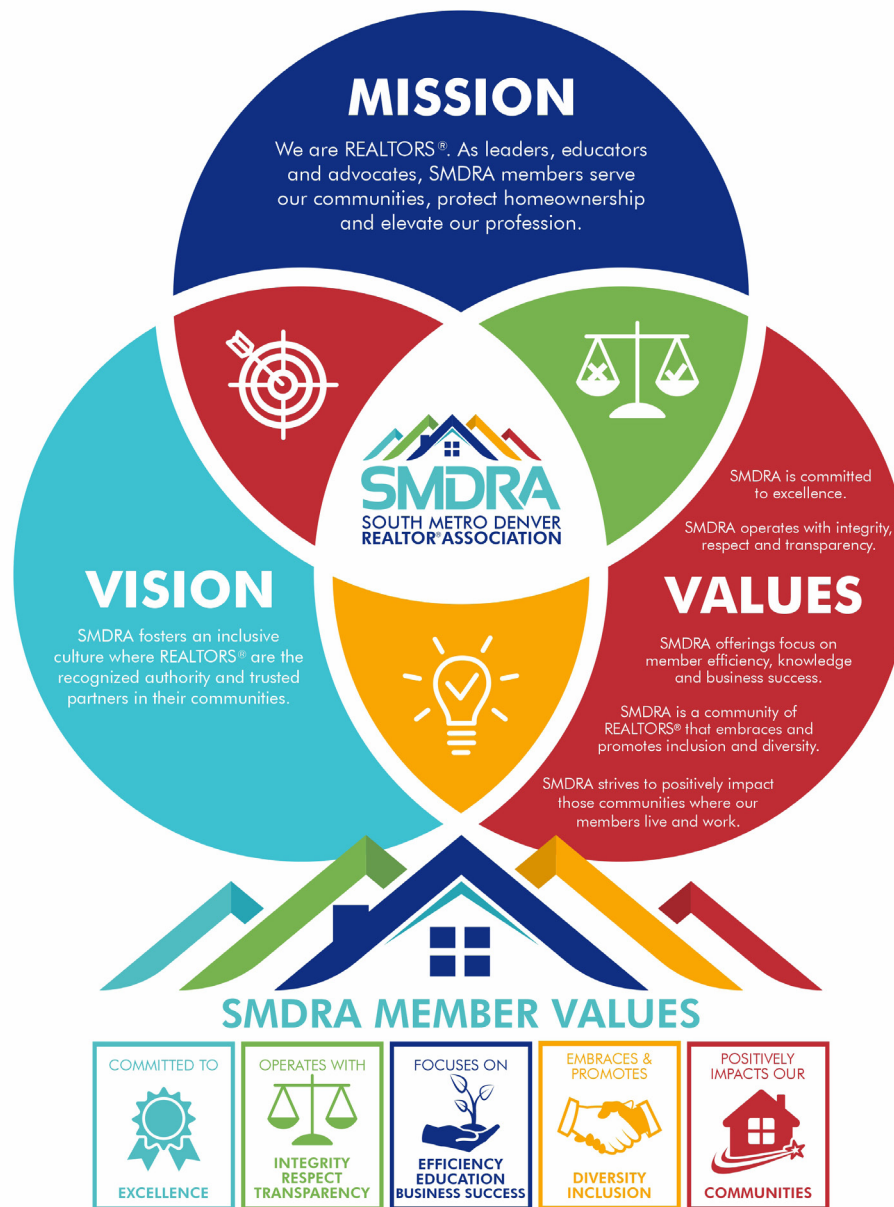 MISSION
We are REALTORS®. As leaders, educators
and advocates, SMDRA members serve
our communities, protect homeownership
and elevate our profession.
SMDRA
SOUTH METRO DENVER
REALTOR® ASSOCIATION
VISION
SMDRA fosters an inclusive
culture where REALTORS® are the
recognized authority and trusted
partners in their communities.
SMDRA is committed
to excellence.
SMDRA operates with integrity,
respect and transparency.
VALUES
SMDRA offerings focus on
member efficiency, knowledge
and business success.
SMDRA is a community of
REALTORS® that embraces and
promotes inclusion and diversity.
SMDRA strives to positively impact
those communities where our
members live and work.
SMDRA MEMBER VALUES
COMMITTED TO
EXCELLENCE
OPERATES WITH
INTEGRITY
RESPECT
TRANSPARENCY
FOCUSES ON
EFFICIENCY
EDUCATION
BUSINESS SUCCESS
EMBRACES &
PROMOTES
DIVERSITY
INCLUSION
POSITIVELY
IMPACTS OUR
COMMUNITIES